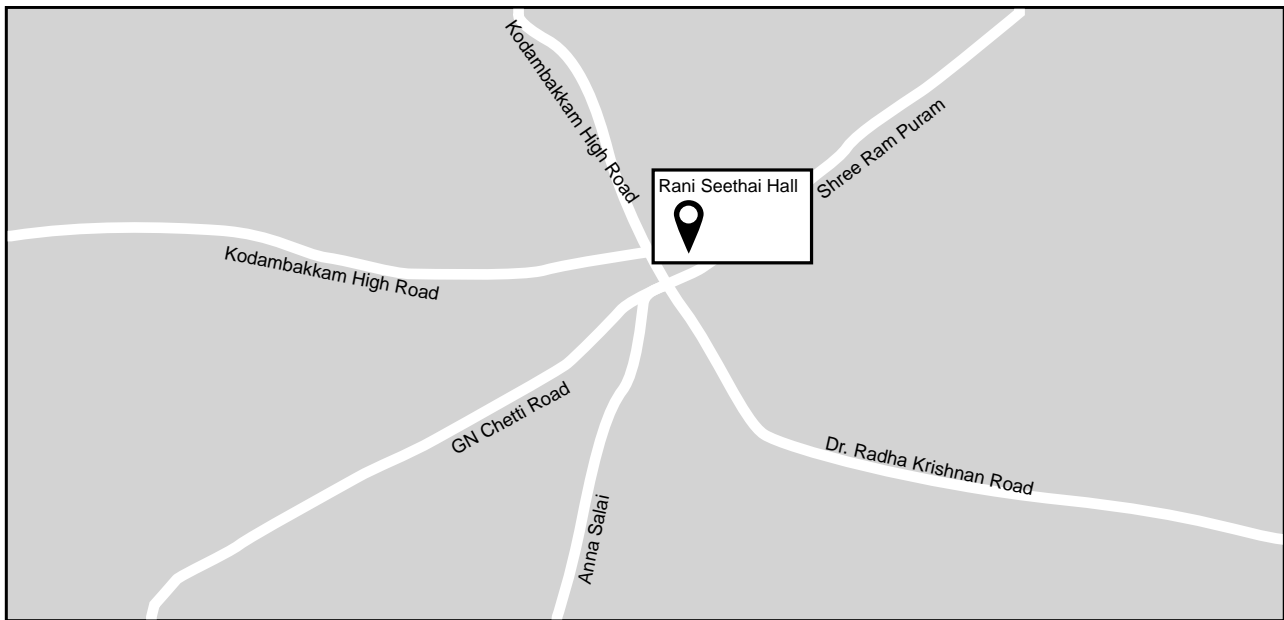 Kodambakkam High Road
Shree Ram Puram
Rani Seethai Hall
Kodambakkam High Road
GN Chetti Road
Dr. Radha Krishnan Road
Anna Salai